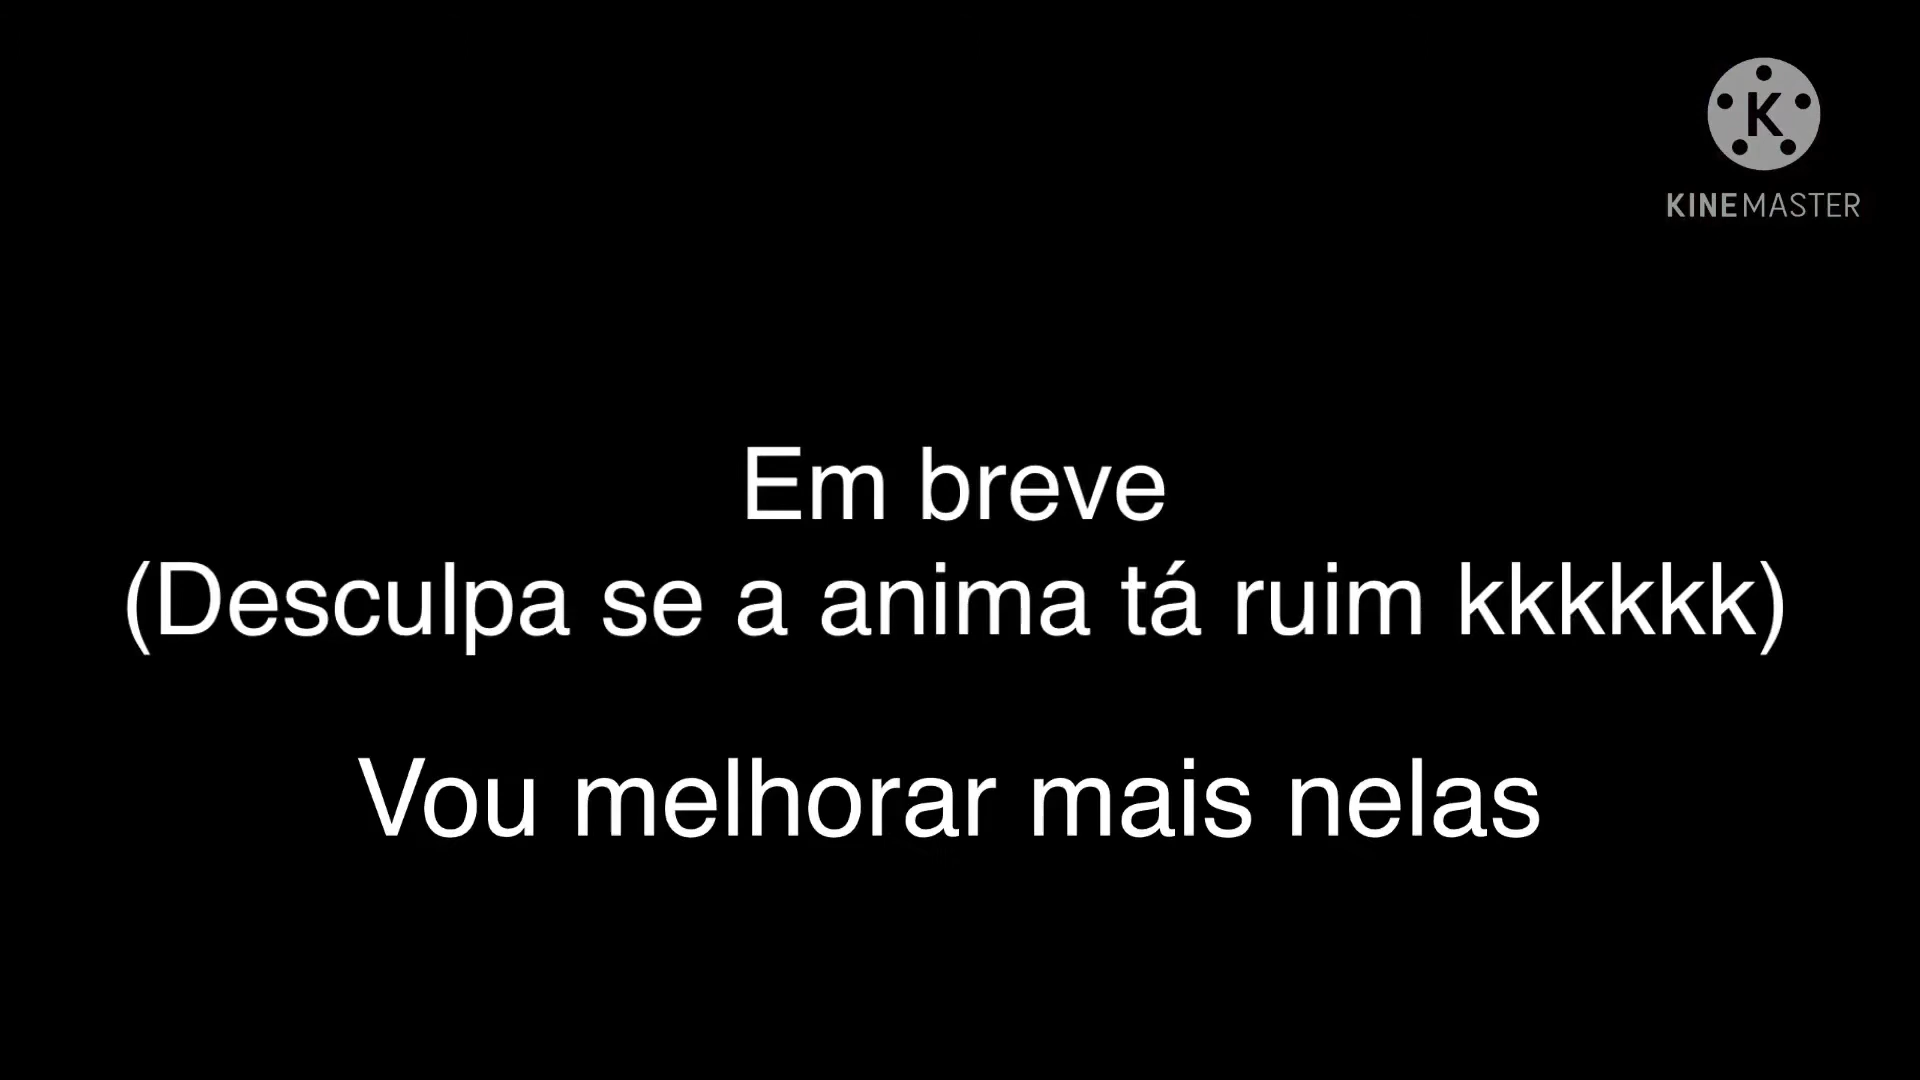 K
KINEMASTER
Em breve
(Desculpa se a anima tá ruim kkkkkk)
Vou melhorar mais nelas